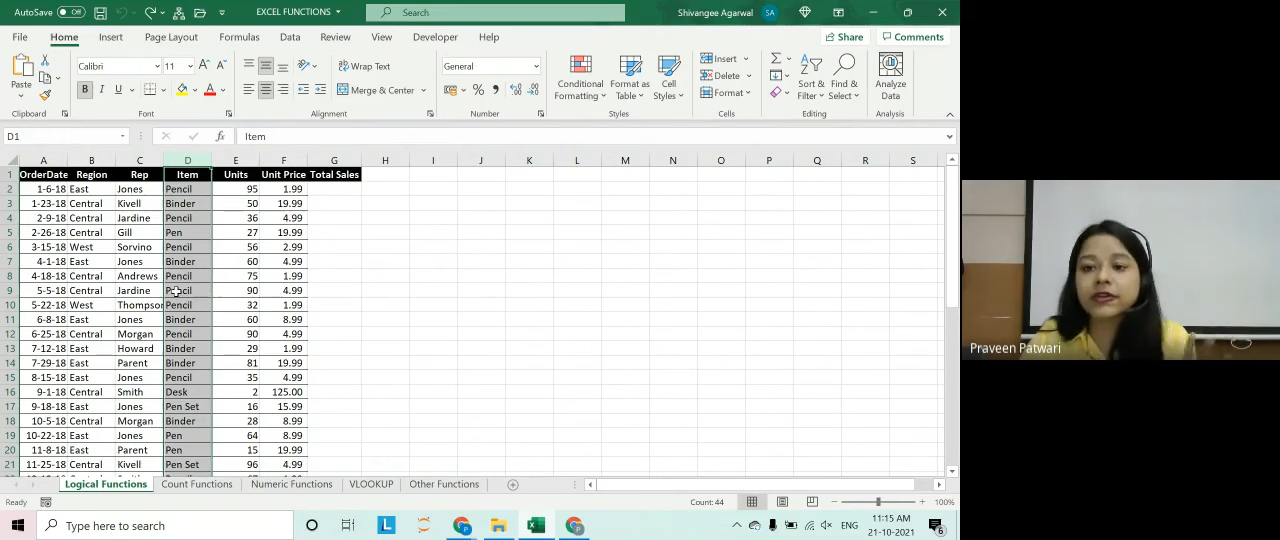 AutoSave Off EXCEL FUNCTIONS Search Shivangee Agarwal SA
File Home Insert Page Layout Formulas Data Review View Developer Help Share Comments
Calibri 11 Wrap Text General Insert
Paste B I U A Merge & Center % Conditional Formatting Format as Table Cell Styles Delete Format Sort & Filter Find & Select Analyze Data
Clipboard Font Alignment Number Styles Cells Editing Analysis
D1 fx Item
A B C D E F G H I J K L M N O P Q R S
1 OrderDate Region Rep Item Units Unit Price Total Sales
2 1-6-18 East Jones Pencil 95 1.99
3 1-23-18 Central Kivell Binder 50 19.99
4 2-9-18 Central Jardine Pencil 36 4.99
5 2-26-18 Central Gill Pen 27 19.99
6 3-15-18 West Sorvino Pencil 56 2.99
7 4-1-18 East Jones Binder 60 4.99
8 4-18-18 Central Andrews Pencil 75 1.99
9 5-5-18 Central Jardine Pencil 90 4.99
10 5-22-18 West Thompson Pencil 32 1.99
11 6-8-18 East Jones Binder 60 8.99
12 6-25-18 Central Morgan Pencil 90 4.99
13 7-12-18 East Howard Binder 29 1.99
14 7-29-18 East Parent Binder 81 19.99
15 8-15-18 East Jones Pencil 35 4.99
16 9-1-18 Central Smith Desk 2 125.00
17 9-18-18 East Jones Pen Set 16 15.99
18 10-5-18 Central Morgan Binder 28 8.99
19 10-22-18 East Jones Pen 64 8.99
20 11-8-18 East Parent Pen 15 19.99
21 11-25-18 Central Kivell Pen Set 96 4.99
Logical Functions Count Functions Numeric Functions VLOOKUP Other Functions
Ready Count: 44 100%
Type here to search ENG 11:15 AM
21-10-2021 6
Praveen Patwari